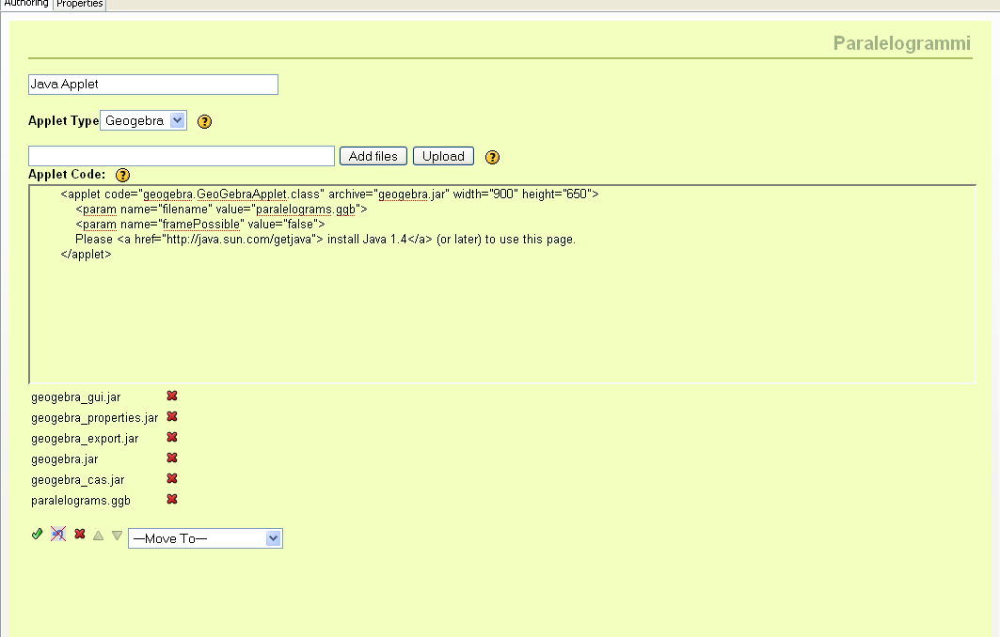 Authoring Properties
Paralelogrammi
Java Applet
Applet Type Geogebra ?
Add files Upload ?
Applet Code: ?
<applet code="geogebra.GeoGebraApplet.class" archive="geogebra.jar" width="900" height="650">
<param name="filename" value="paralelograms.ggb">
<param name="framePossible" value="false">
Please <a href="http://java.sun.com/getjava"> install Java 1.4</a> (or later) to use this page.
</applet>
geogebra_gui.jar
geogebra_properties.jar
geogebra_export.jar
geogebra.jar
geogebra_cas.jar
paralelograms.ggb
—Move To—